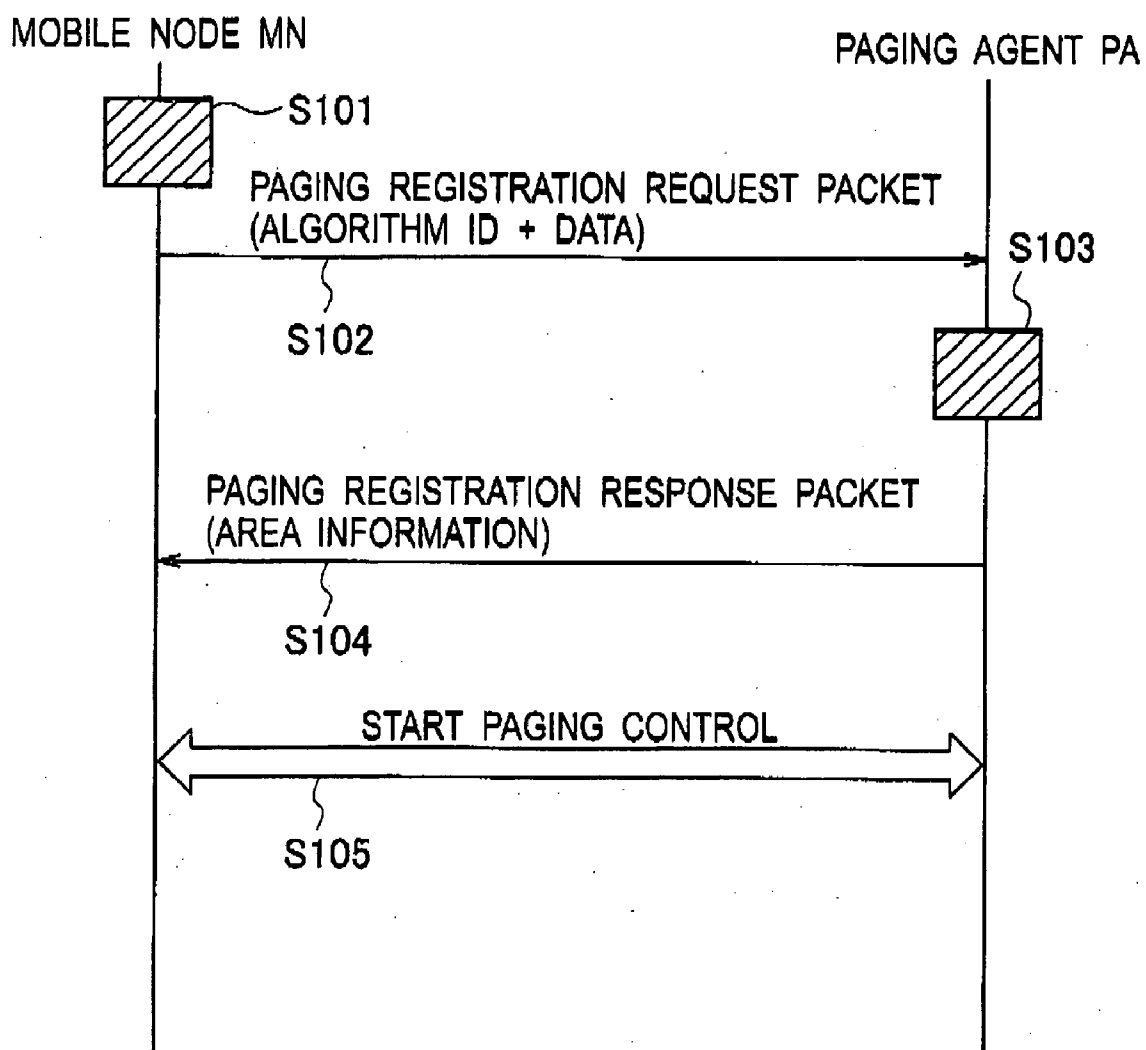 MOBILE NODE MN
PAGING AGENT PA
S101
PAGING REGISTRATION REQUEST PACKET
(ALGORITHM ID + DATA)
S103
S102
PAGING REGISTRATION RESPONSE PACKET
(AREA INFORMATION)
S104
START PAGING CONTROL
S105